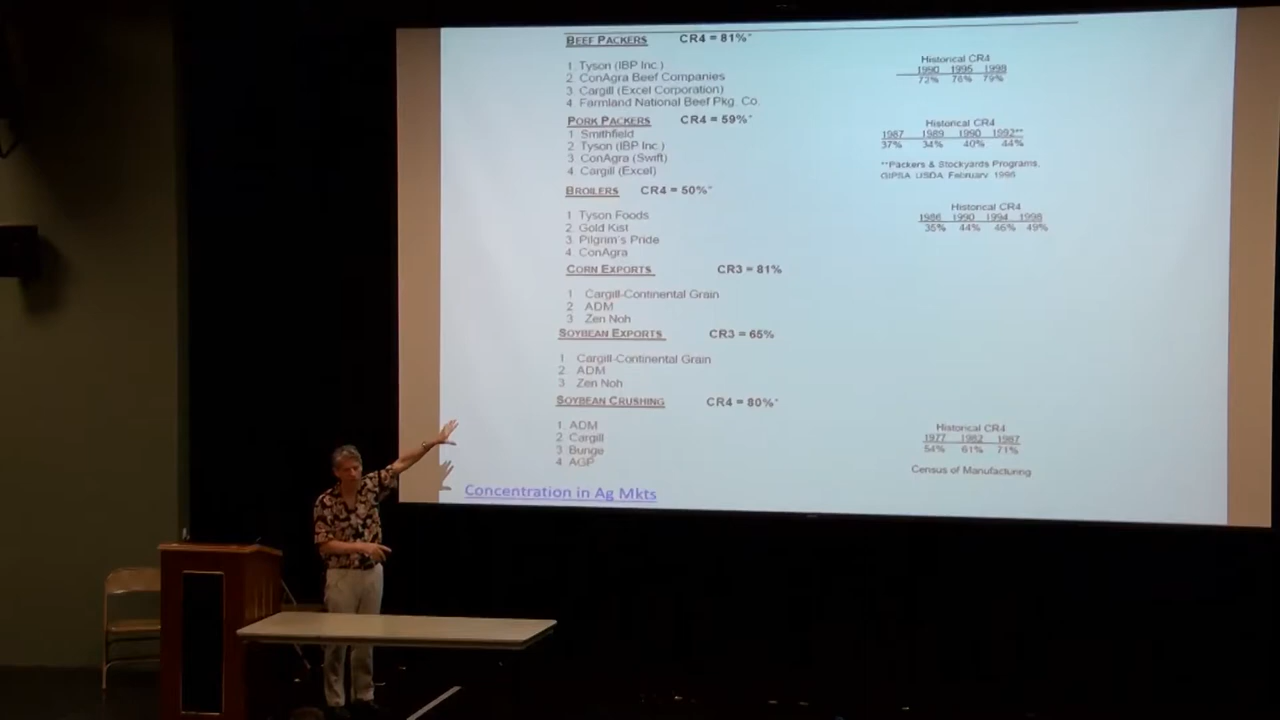 BEEF PACKERS CR4 = 81%*
Historical CR4
1990 1995 1998
72% 76% 79%
1. Tyson (IBP Inc.)
2 ConAgra Beef Companies
3 Cargill (Excel Corporation)
4. Farmland National Beef Pkg. Co.
PORK PACKERS CR4 = 59%*
Historical CR4
1987 1989 1990 1992**
37% 34% 40% 44%
1 Smithfield
2 Tyson (IBP Inc.)
3 ConAgra (Swift)
4 Cargill (Excel)
**Packers & Stockyards Programs,
GIPSA USDA February 1996
BROILERS CR4 = 50%*
Historical CR4
1986 1990 1994 1998
35% 44% 46% 49%
1 Tyson Foods
2 Gold Kist
3 Pilgrim's Pride
4 ConAgra
CORN EXPORTS CR3 = 81%
1 Cargill-Continental Grain
2 ADM
3 Zen Noh
SOYBEAN EXPORTS CR3 = 65%
1 Cargill-Continental Grain
2 ADM
3 Zen Noh
SOYBEAN CRUSHING CR4 = 80%*
Historical CR4
1977 1982 1987
54% 61% 71%
Census of Manufacturing
1. ADM
2 Cargill
3 Bunge
4 AGP
Concentration in Ag Mkts